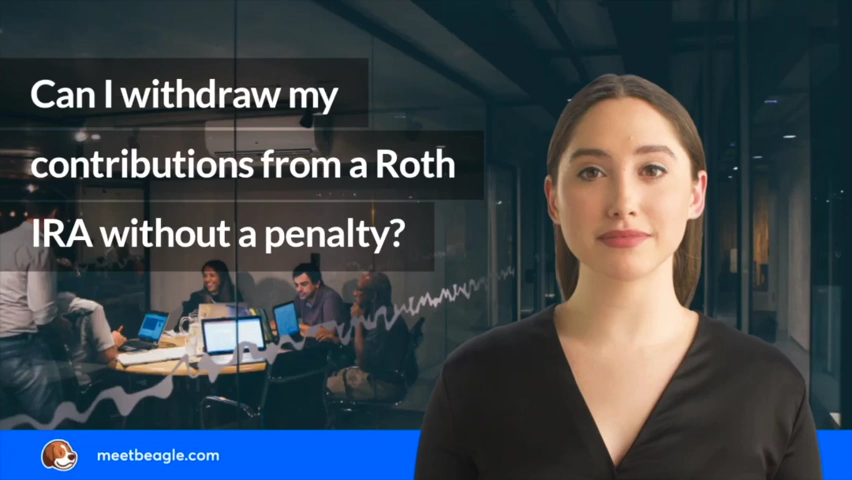 Can I withdraw my
contributions from a Roth
IRA without a penalty?
meetbeagle.com